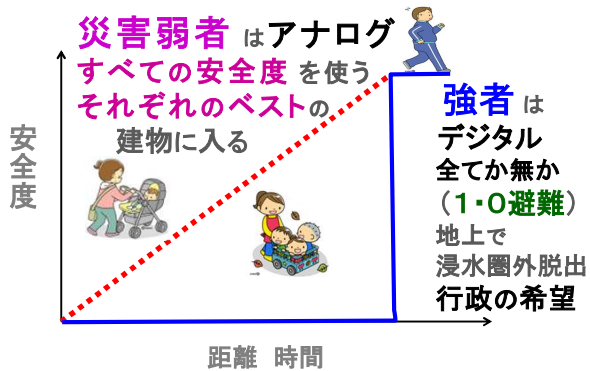 災害弱者 はアナログ
すべての安全度 を使う
それぞれのベストの
建物に入る
安全度
強者 は
デジタル
全てか無か
（１・０避難）
地上で
浸水圏外脱出
行政の希望
距離 時間